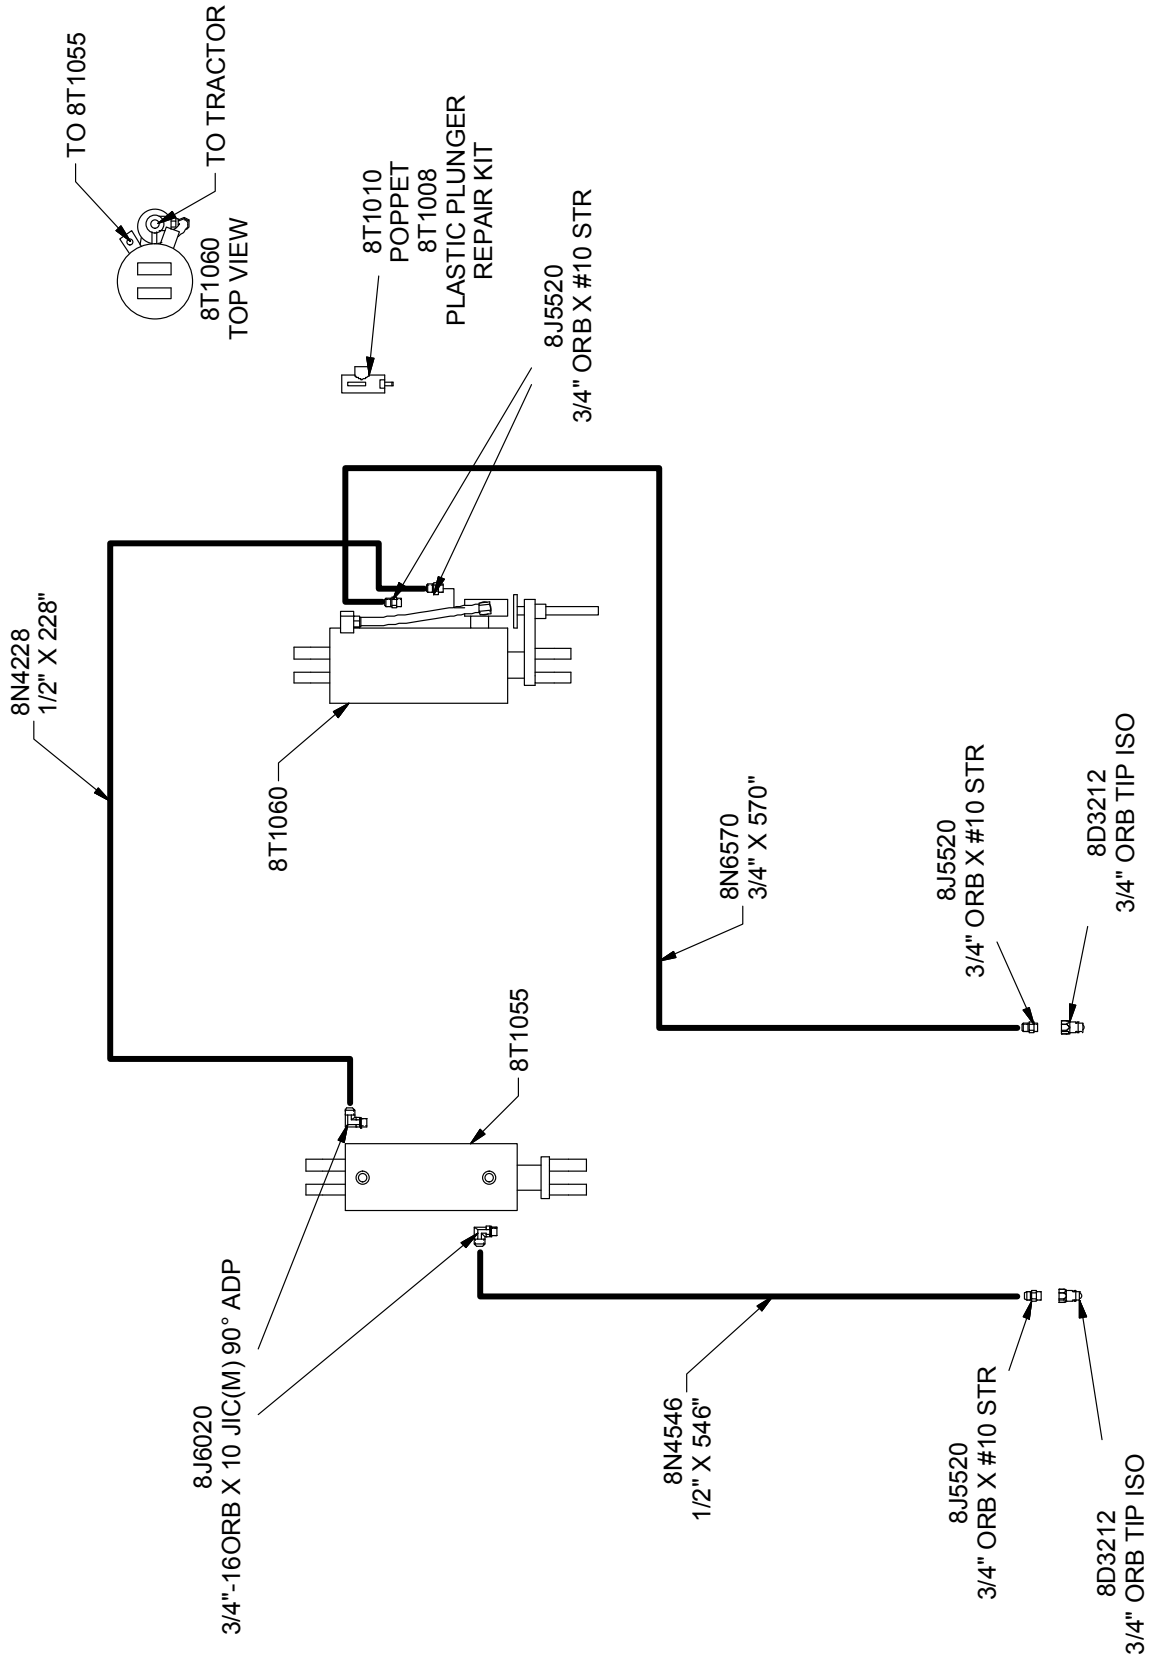 8J6020
3/4"-16ORB X 10 JIC(M) 90° ADP
8N4228
1/2" X 228"
TO 8T1055
TO TRACTOR
8T1060
TOP VIEW
8T1060
8T1010
POPPET
8T1008
PLASTIC PLUNGER
REPAIR KIT
8J5520
3/4" ORB X #10 STR
8T1055
8N4546
1/2" X 546"
8N6570
3/4" X 570"
8J5520
3/4" ORB X #10 STR
8D3212
3/4" ORB TIP ISO
8J5520
3/4" ORB X #10 STR
8D3212
3/4" ORB TIP ISO